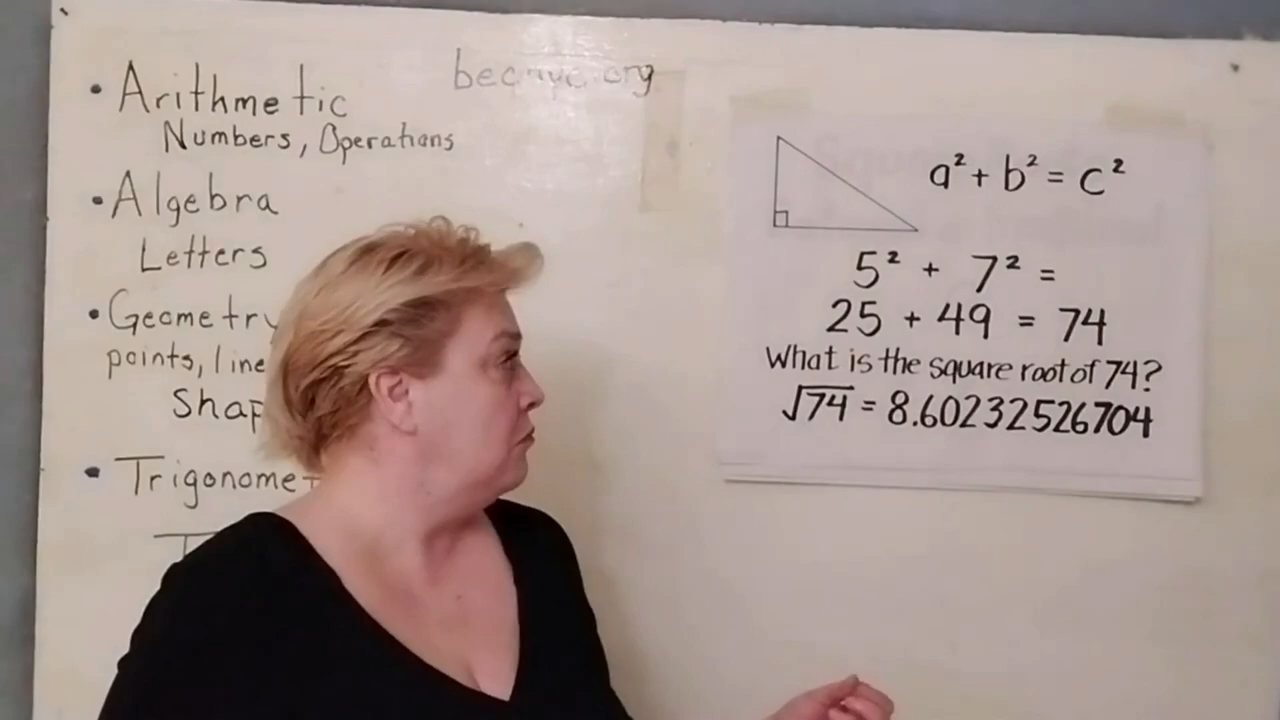 becnyc.org
• Arithmetic
Numbers, Operations
• Algebra
Letters
• Geometry
points, line
Shap
• Trigonomet
T
a² + b² = c²
5² + 7² =
25 + 49 = 74
What is the square root of 74?
√74 = 8.60232526704